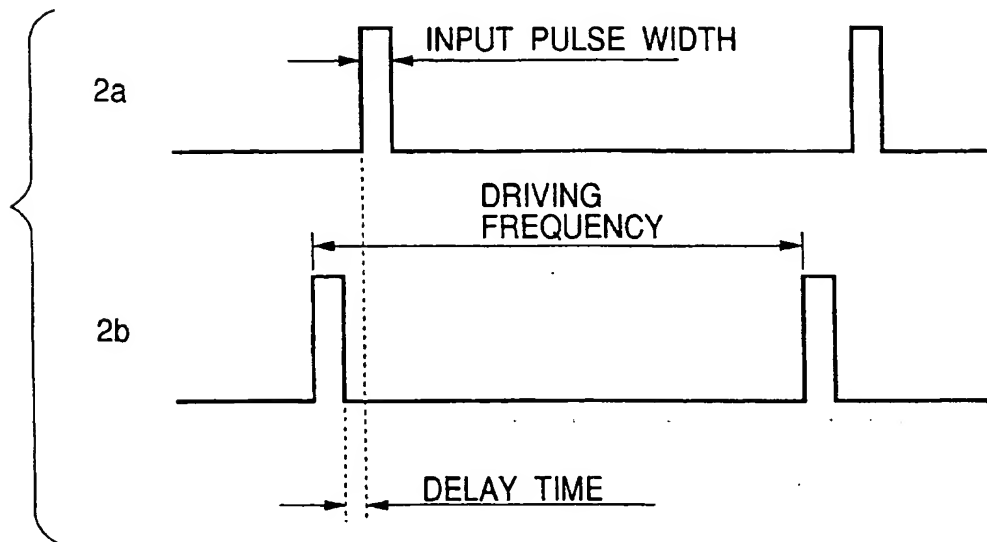 INPUT PULSE WIDTH
2a
DRIVING
FREQUENCY
2b
DELAY TIME